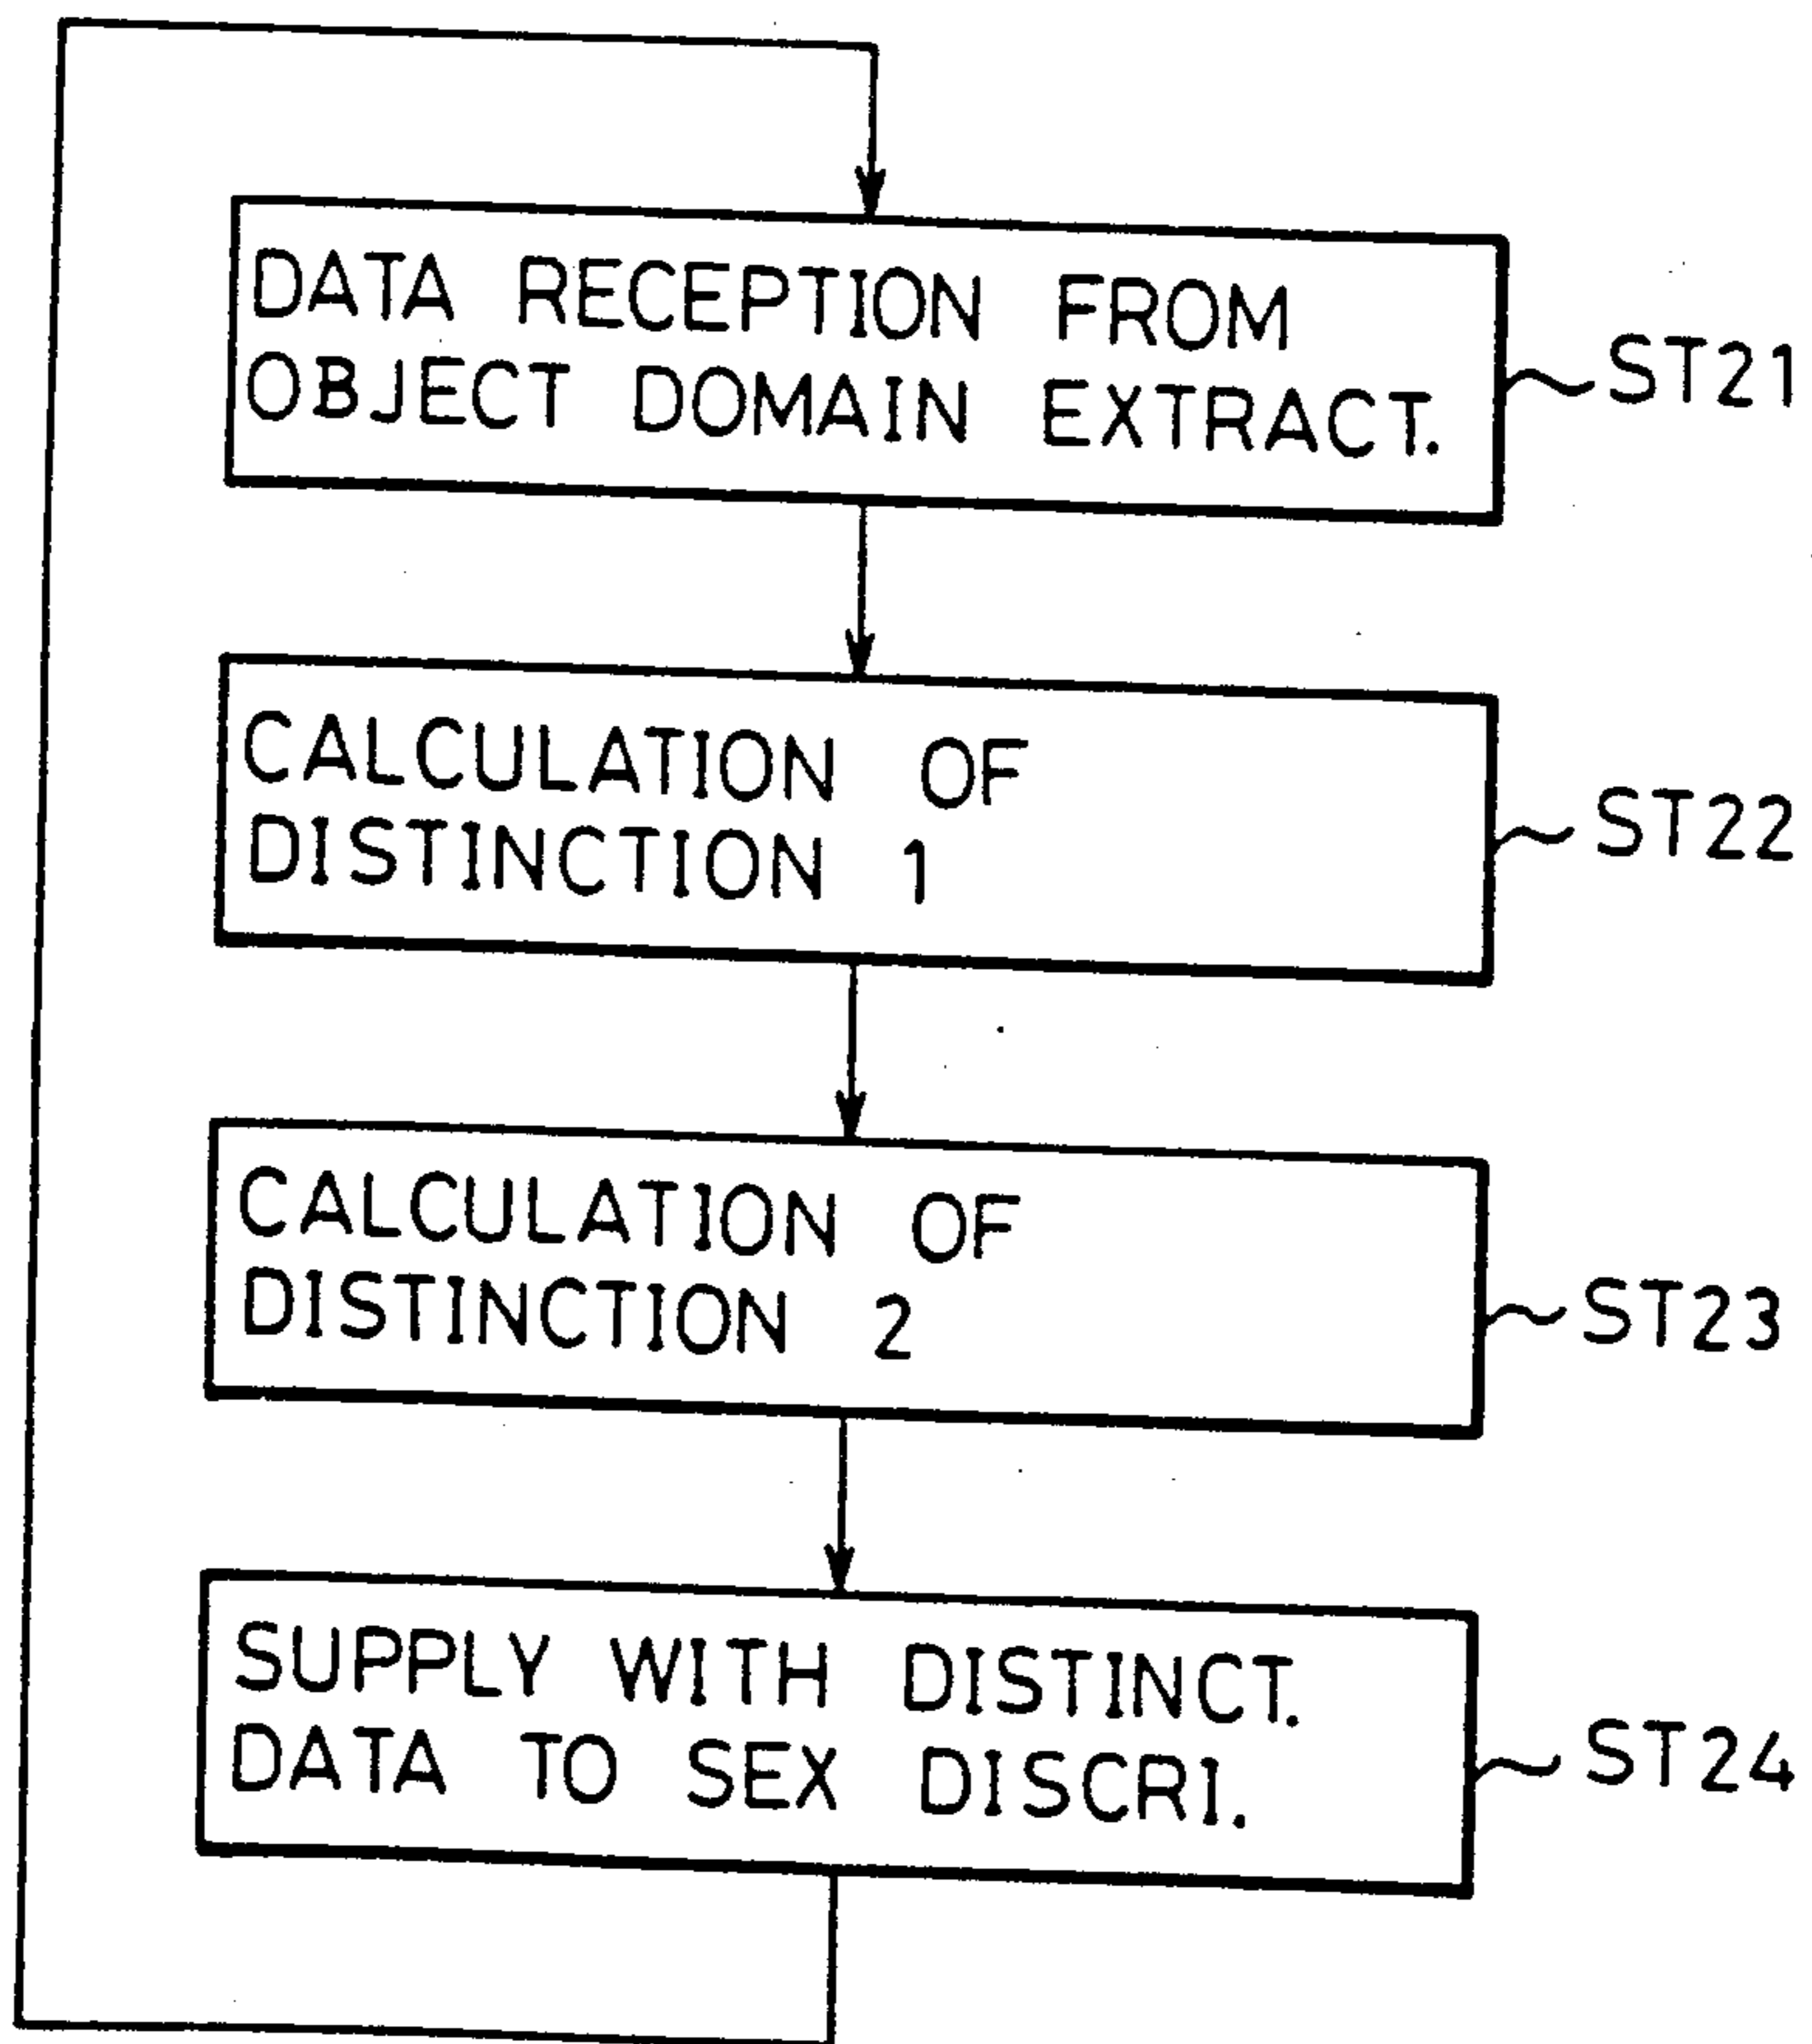 DATA RECEPTION FROM
OBJECT DOMAIN EXTRACT.
ST21
CALCULATION OF
DISTINCTION 1
ST22
CALCULATION OF
DISTINCTION 2
ST23
SUPPLY WITH DISTINCT.
DATA TO SEX DISCRI.
ST24